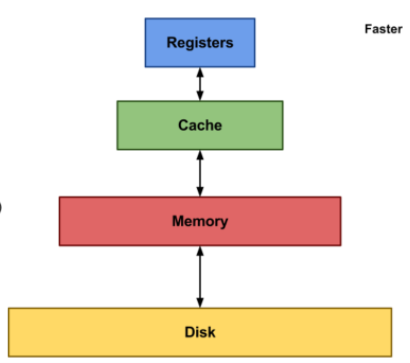 Faster
Registers
Cache
)
Memory
Disk